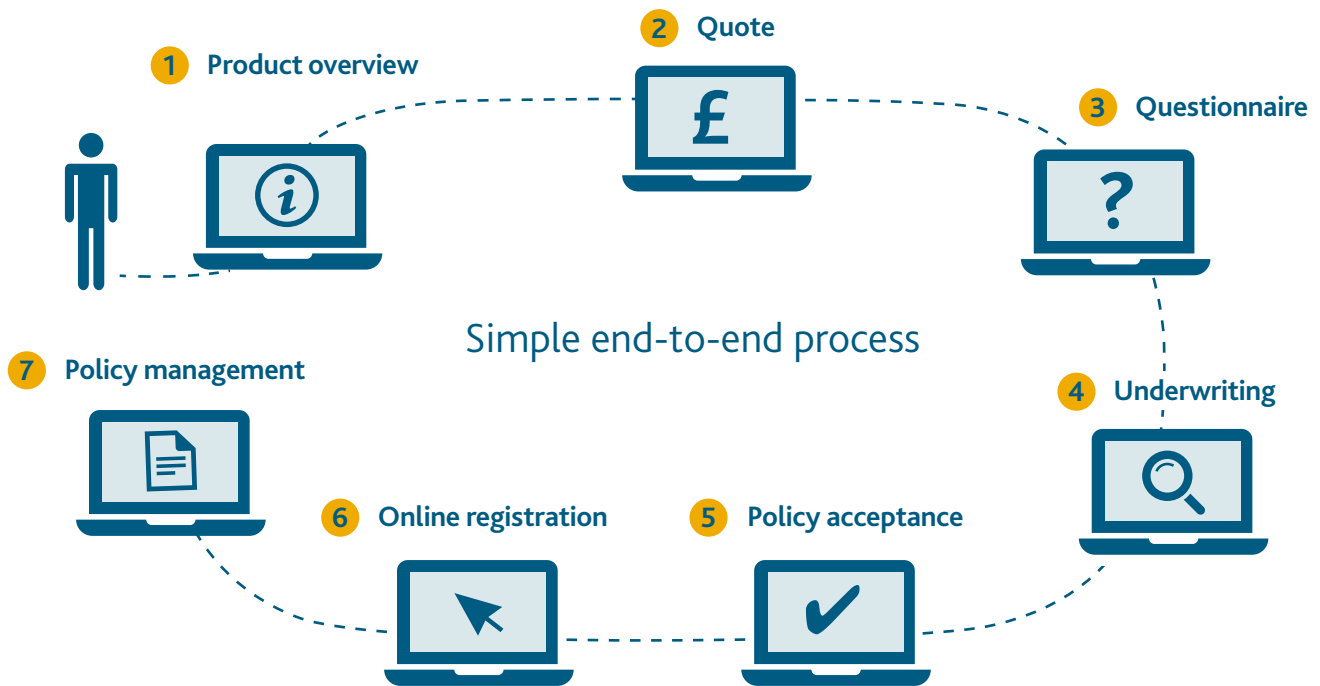 1 Product overview
2 Quote
£
3 Questionnaire
i
?
Simple end-to-end process
4 Underwriting
5 Policy acceptance
6 Online registration
7 Policy management